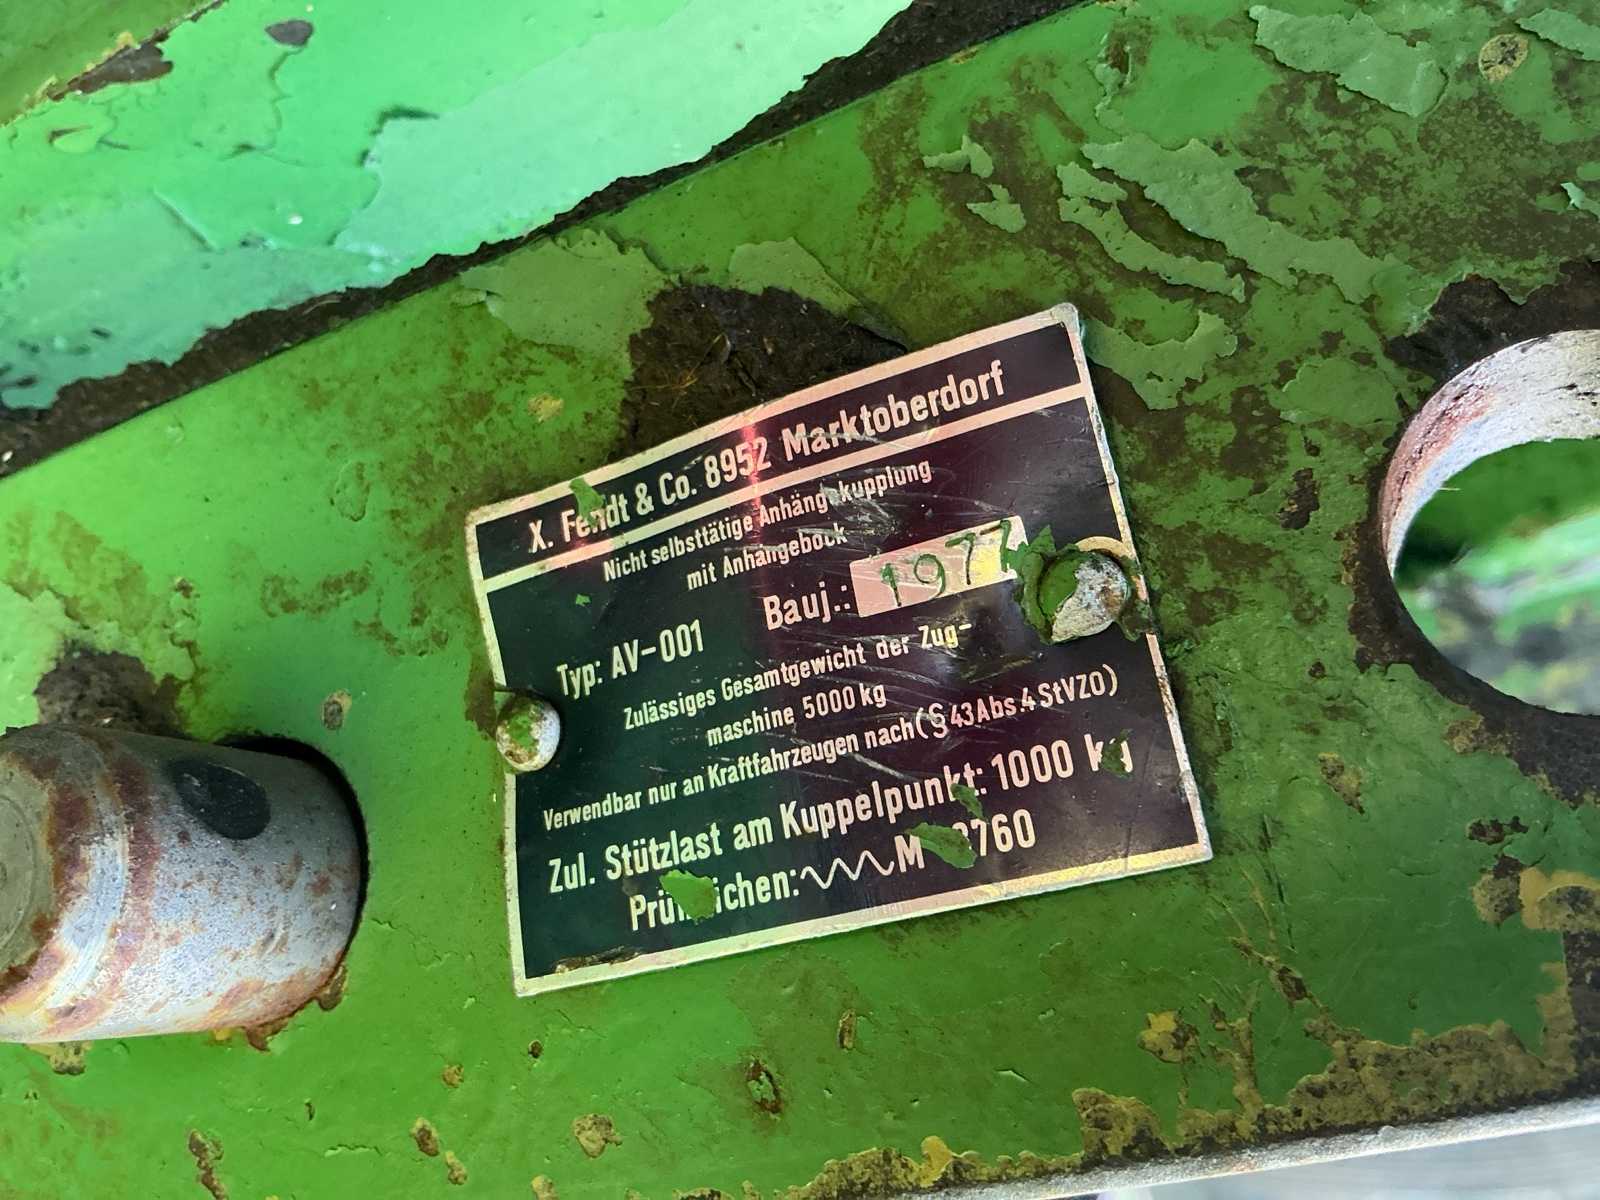 X. Fendt & Co. 8952 Marktoberdorf
Nicht selbsttätige Anhängekupplung
mit Anhängebock
Typ: AV-001 Bauj.: 1977
Zulässiges Gesamtgewicht der Zug-
maschine 5000 kg
Verwendbar nur an Kraftfahrzeugen nach (§ 43 Abs. 4 StVZO)
Zul. Stützlast am Kuppelpunkt: 1000 kg
Prüfzeichen: M